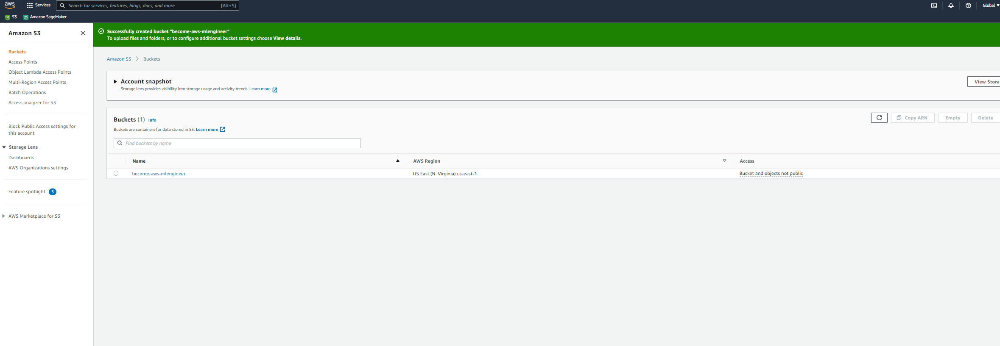 aws
Services
Search for services, features, blogs, docs, and more
[Alt+S]
Global
S3
Amazon SageMaker
Amazon S3
Buckets
Access Points
Object Lambda Access Points
Multi-Region Access Points
Batch Operations
Access analyzer for S3
Block Public Access settings for
this account
Storage Lens
Dashboards
AWS Organizations settings
Feature spotlight 3
AWS Marketplace for S3
Successfully created bucket "become-aws-mlengineer"
To upload files and folders, or to configure additional bucket settings choose View details.
Amazon S3
Buckets
Account snapshot
Storage lens provides visibility into storage usage and activity trends. Learn more
View Stora
Buckets (1) Info
Buckets are containers for data stored in S3. Learn more
Copy ARN
Empty
Delete
Find buckets by name
Name
AWS Region
Access
become-aws-mlengineer
US East (N. Virginia) us-east-1
Bucket and objects not public